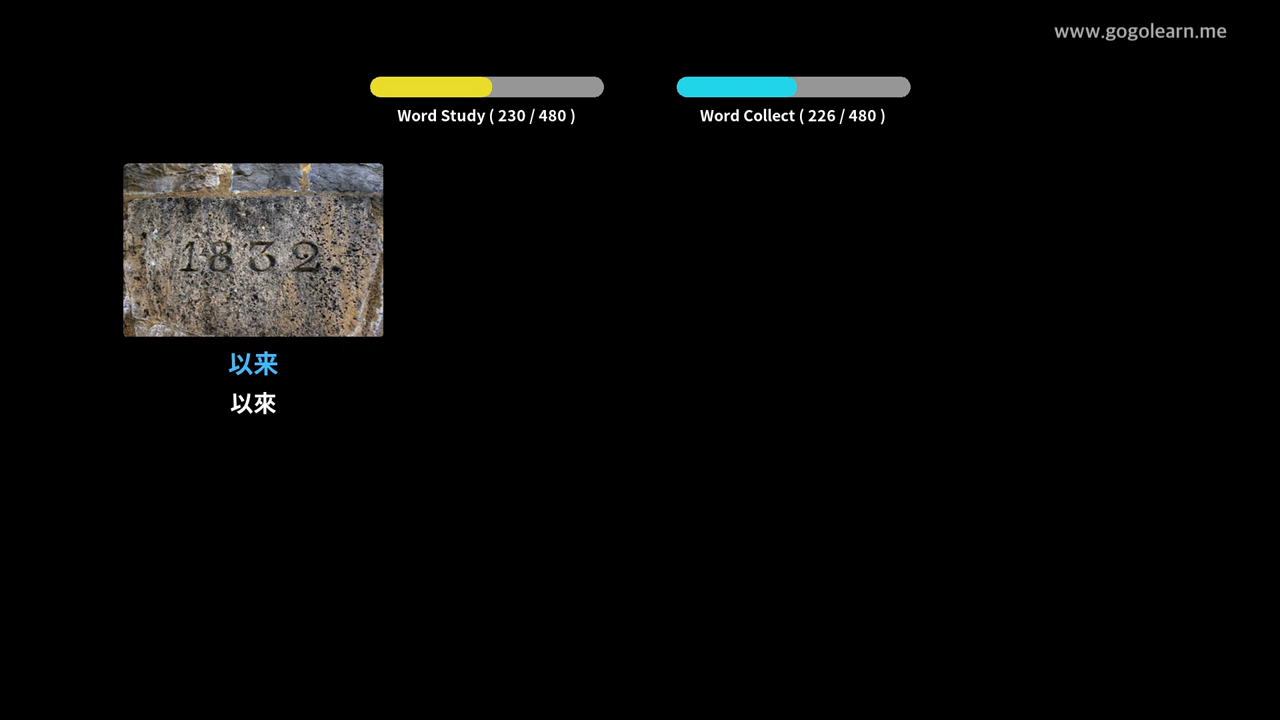 www.gogolearn.me
Word Study ( 230 / 480 )
Word Collect ( 226 / 480 )
1832.
以来
以來